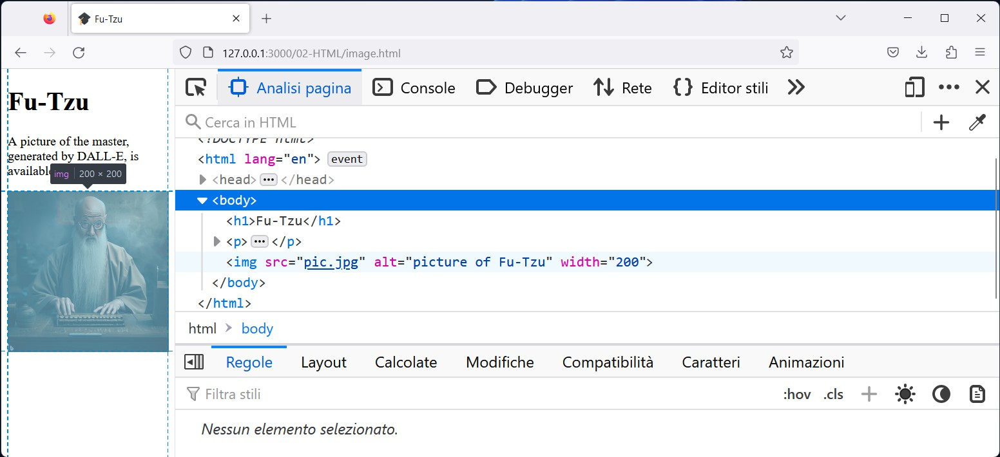 Fu-Tzu
127.0.0.1:3000/02-HTML/image.html
Fu-Tzu
A picture of the master,
generated by DALL-E, is
available
img 200 × 200
Analisi pagina Console Debugger Rete Editor stili
Cerca in HTML
<!DOCTYPE html>
<html lang="en"> event
<head> ••• </head>
<body>
<h1>Fu-Tzu</h1>
<p> ••• </p>
<img src="pic.jpg" alt="picture of Fu-Tzu" width="200">
</body>
</html>
html body
Regole Layout Calcolate Modifiche Compatibilità Caratteri Animazioni
Filtra stili :hov .cls
Nessun elemento selezionato.